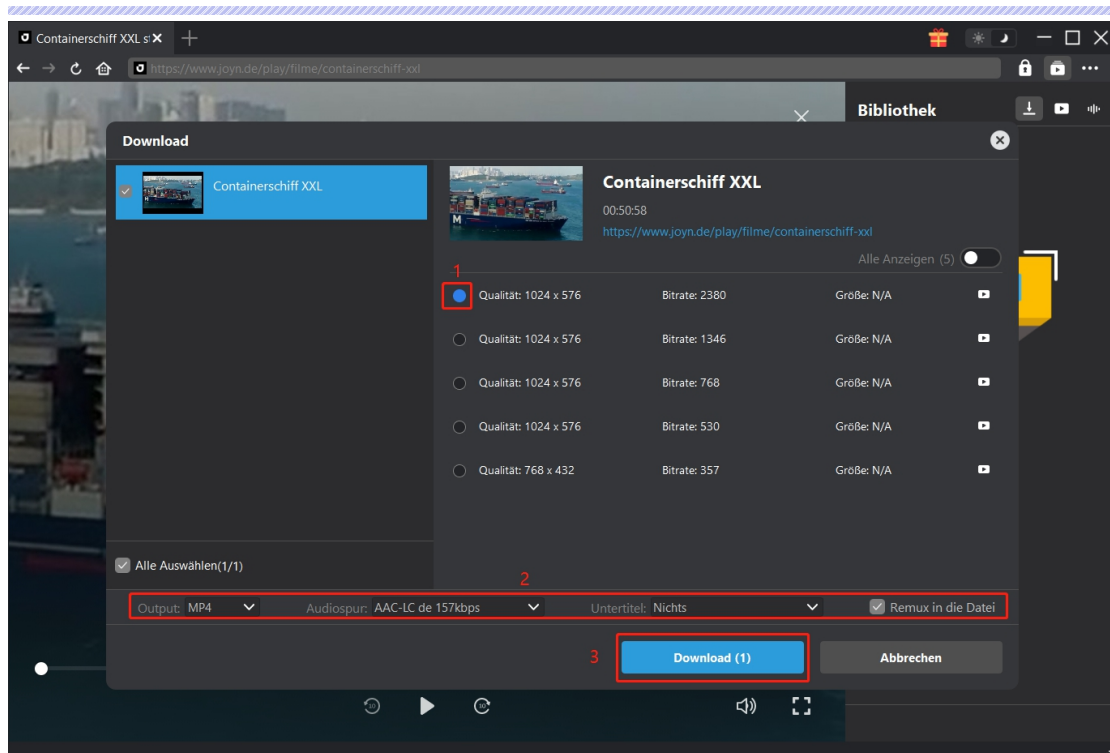 Containerschiff XXL s
https://www.joyn.de/play/filme/containerschiff-xxl
Bibliothek
Download
Containerschiff XXL
Containerschiff XXL
00:50:58
https://www.joyn.de/play/filme/containerschiff-xxl
Alle Anzeigen (5)
1
Qualität: 1024 x 576 Bitrate: 2380 Größe: N/A
Qualität: 1024 x 576 Bitrate: 1346 Größe: N/A
Qualität: 1024 x 576 Bitrate: 768 Größe: N/A
Qualität: 1024 x 576 Bitrate: 530 Größe: N/A
Qualität: 768 x 432 Bitrate: 357 Größe: N/A
Alle Auswählen(1/1)
2
Output: MP4 Audiospur: AAC-LC de 157kbps Untertitel: Nichts Remux in die Datei
3 Download (1) Abbrechen
10 10